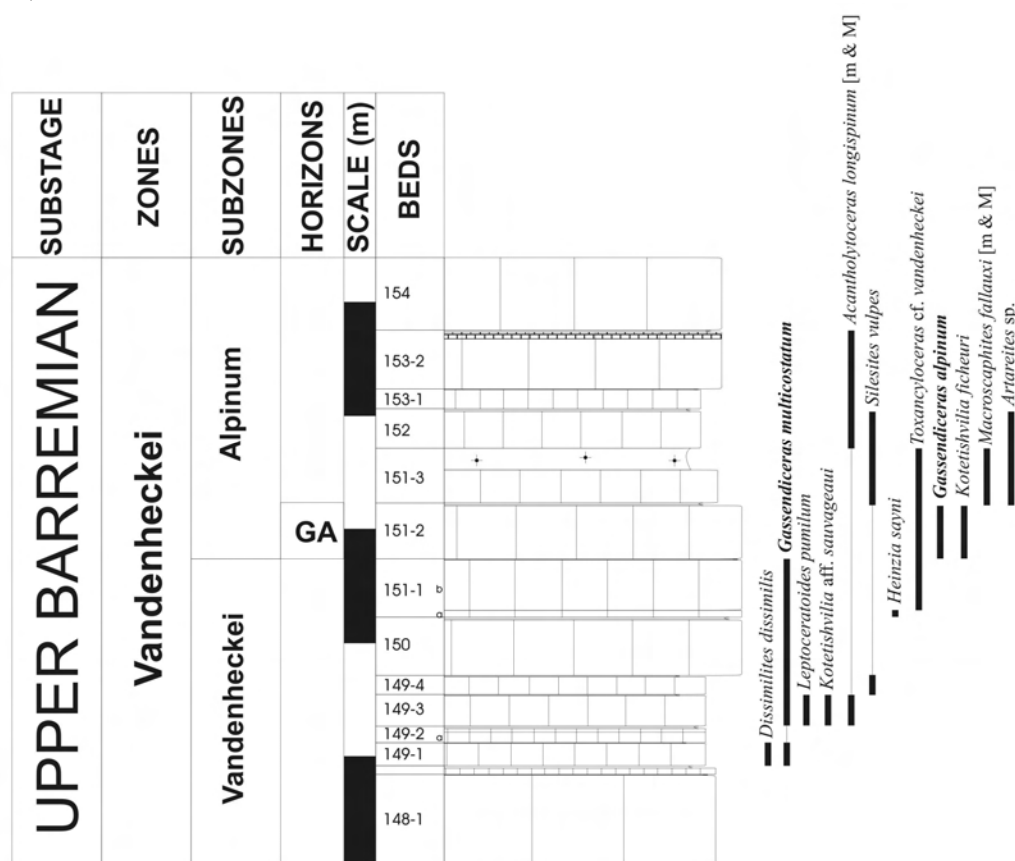 SUBSTAGE
ZONES
SUBZONES
HORIZONS
SCALE (m)
BEDS
UPPER BARREMIAN
Vandenheckei
Alpinum
Vandenheckei
GA
154
153-2
153-1
152
151-3
151-2
151-1
b
a
150
149-4
149-3
149-2
a
149-1
148-1
Dissimilites dissimilis
Gassendiceras multicostatum
Leptoceratoides pumilum
Kotetishvilia aff. sauvageaui
Acantholytoceras longispinum [m & M]
Silesites vulpes
Heinzia sayni
Toxancyloceras cf. vandenheckei
Gassendiceras alpinum
Kotetishvilia ficheuri
Macroscaphites fallauxi [m & M]
Artareites sp.